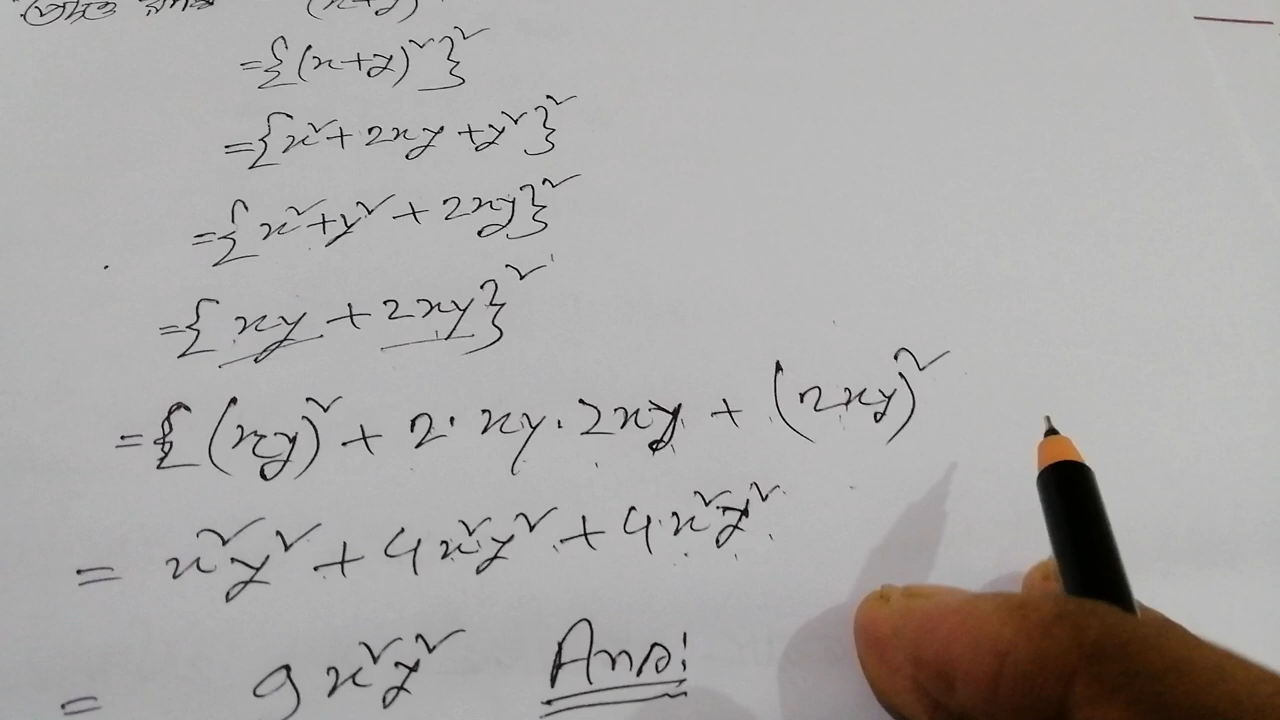 ={(x+y)²}²
={x²+2xy+y²}²
={x²+y²+2xy}²
={xy+2xy}²
={(xy)²+2·xy·2xy+(2xy)²
= x²y²+4x²y²+4x²y²
= 9x²y² Ans: